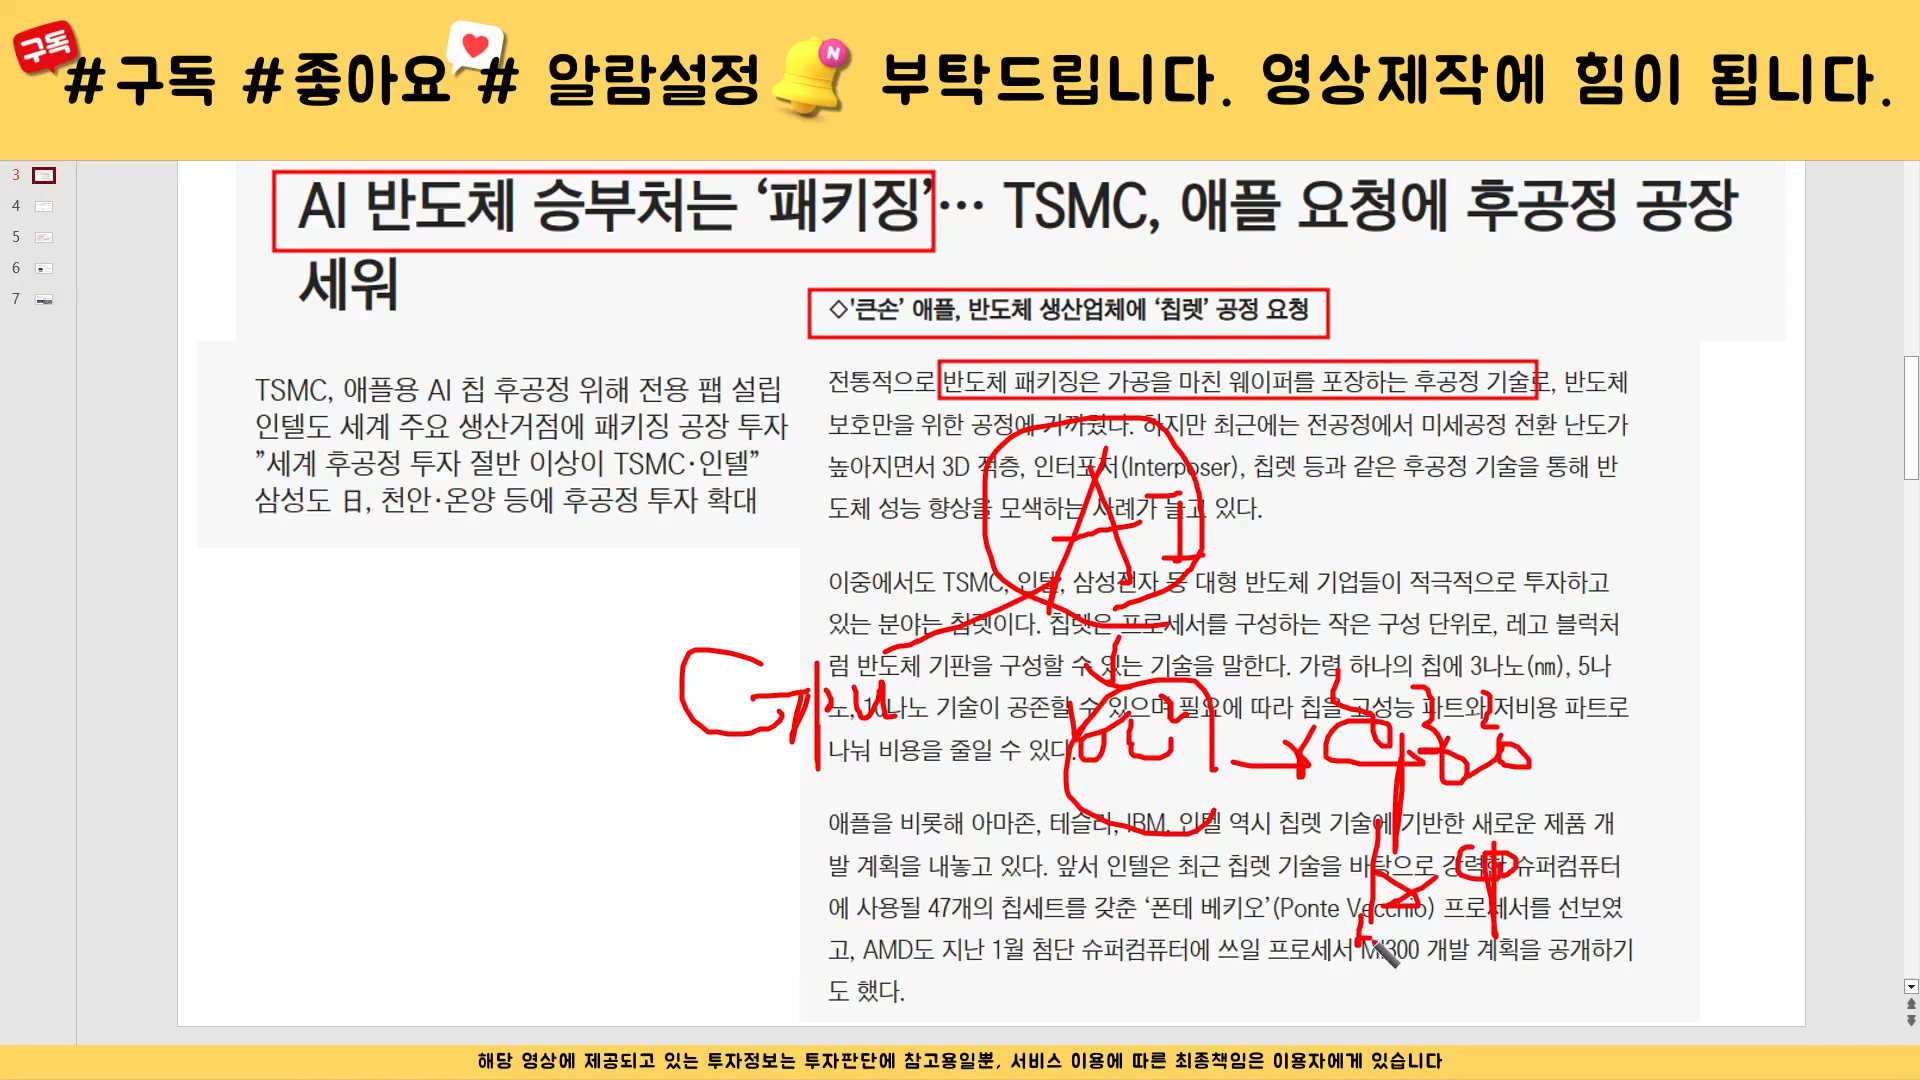 구독
#구독 #좋아요 # 알람설정 N 부탁드립니다. 영상제작에 힘이 됩니다.
3
4
5
6
7
AI 반도체 승부처는 ‘패키징’… TSMC, 애플 요청에 후공정 공장
세워
◇'큰손’ 애플, 반도체 생산업체에 ‘칩렛’ 공정 요청
TSMC, 애플용 AI 칩 후공정 위해 전용 팹 설립
인텔도 세계 주요 생산거점에 패키징 공장 투자
”세계 후공정 투자 절반 이상이 TSMC·인텔”
삼성도 日, 천안·온양 등에 후공정 투자 확대
전통적으로 반도체 패키징은 가공을 마친 웨이퍼를 포장하는 후공정 기술로, 반도체
보호만을 위한 공정에 가까웠다. 하지만 최근에는 전공정에서 미세공정 전환 난도가
높아지면서 3D 적층, 인터포저(Interposer), 칩렛 등과 같은 후공정 기술을 통해 반
도체 성능 향상을 모색하는 사례가 늘고 있다.
이중에서도 TSMC, 인텔, 삼성전자 등 대형 반도체 기업들이 적극적으로 투자하고
있는 분야는 칩렛이다. 칩렛은 프로세서를 구성하는 작은 구성 단위로, 레고 블럭처
럼 반도체 기판을 구성할 수 있는 기술을 말한다. 가령 하나의 칩에 3나노(㎚), 5나
노, 10나노 기술이 공존할 수 있으며 필요에 따라 칩을 고성능 파트와 저비용 파트로
나눠 비용을 줄일 수 있다.
애플을 비롯해 아마존, 테슬라, IBM, 인텔 역시 칩렛 기술에 기반한 새로운 제품 개
발 계획을 내놓고 있다. 앞서 인텔은 최근 칩렛 기술을 바탕으로 강력한 슈퍼컴퓨터
에 사용될 47개의 칩세트를 갖춘 ‘폰테 베키오’(Ponte Vecchio) 프로세서를 선보였
고, AMD도 지난 1월 첨단 슈퍼컴퓨터에 쓰일 프로세서 MI300 개발 계획을 공개하기
도 했다.
AI
GPU
해당 영상에 제공되고 있는 투자정보는 투자판단에 참고용일뿐, 서비스 이용에 따른 최종책임은 이용자에게 있습니다